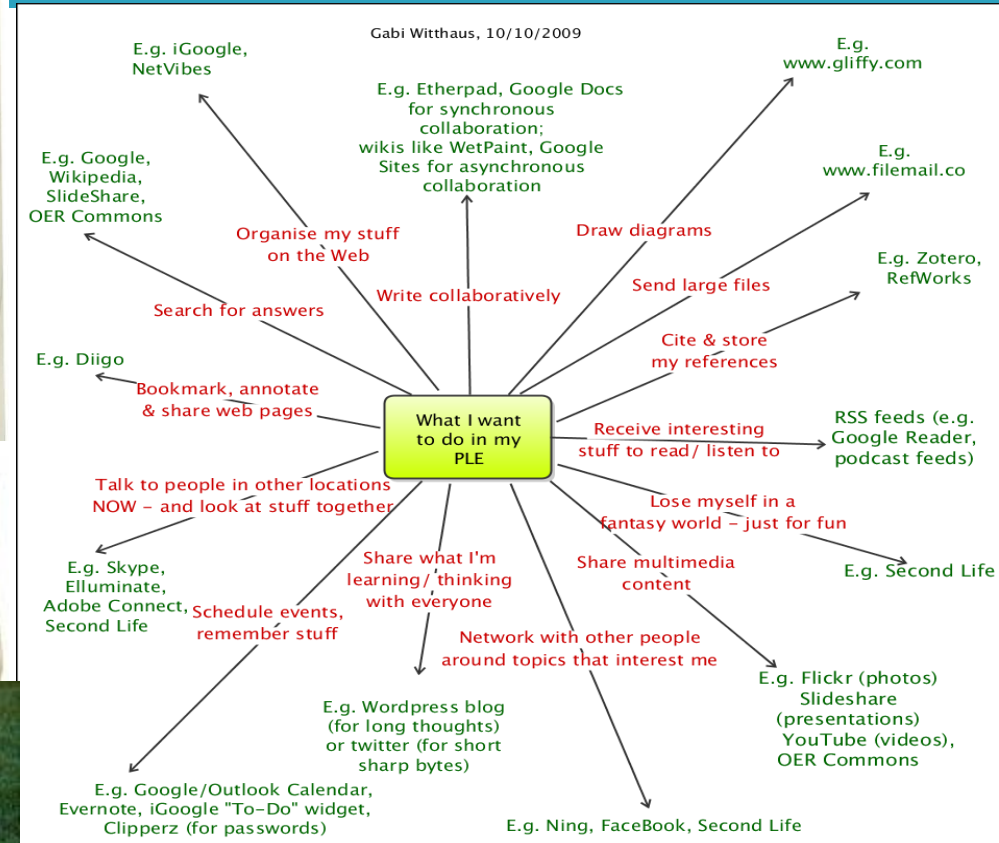 Gabi Witthaus, 10/10/2009
E.g. iGoogle,
NetVibes
E.g. Etherpad, Google Docs
for synchronous
collaboration;
wikis like WetPaint, Google
Sites for asynchronous
collaboration
E.g.
www.gliffy.com
E.g. Google,
Wikipedia,
SlideShare,
OER Commons
E.g.
www.filemail.co
Organise my stuff
on the Web
Draw diagrams
E.g. Zotero,
RefWorks
Write collaboratively
Send large files
Search for answers
Cite & store
my references
E.g. Diigo
Bookmark, annotate
& share web pages
What I want
to do in my
PLE
Receive interesting
stuff to read/ listen to
RSS feeds (e.g.
Google Reader,
podcast feeds)
Talk to people in other locations
NOW – and look at stuff together
Lose myself in a
fantasy world – just for fun
E.g. Skype,
Elluminate,
Adobe Connect,
Second Life
Share what I'm
learning/ thinking
with everyone
Share multimedia
content
E.g. Second Life
Schedule events,
remember stuff
Network with other people
around topics that interest me
E.g. Flickr (photos)
Slideshare
(presentations)
YouTube (videos),
OER Commons
E.g. Wordpress blog
(for long thoughts)
or twitter (for short
sharp bytes)
E.g. Google/Outlook Calendar,
Evernote, iGoogle "To-Do" widget,
Clipperz (for passwords)
E.g. Ning, FaceBook, Second Life